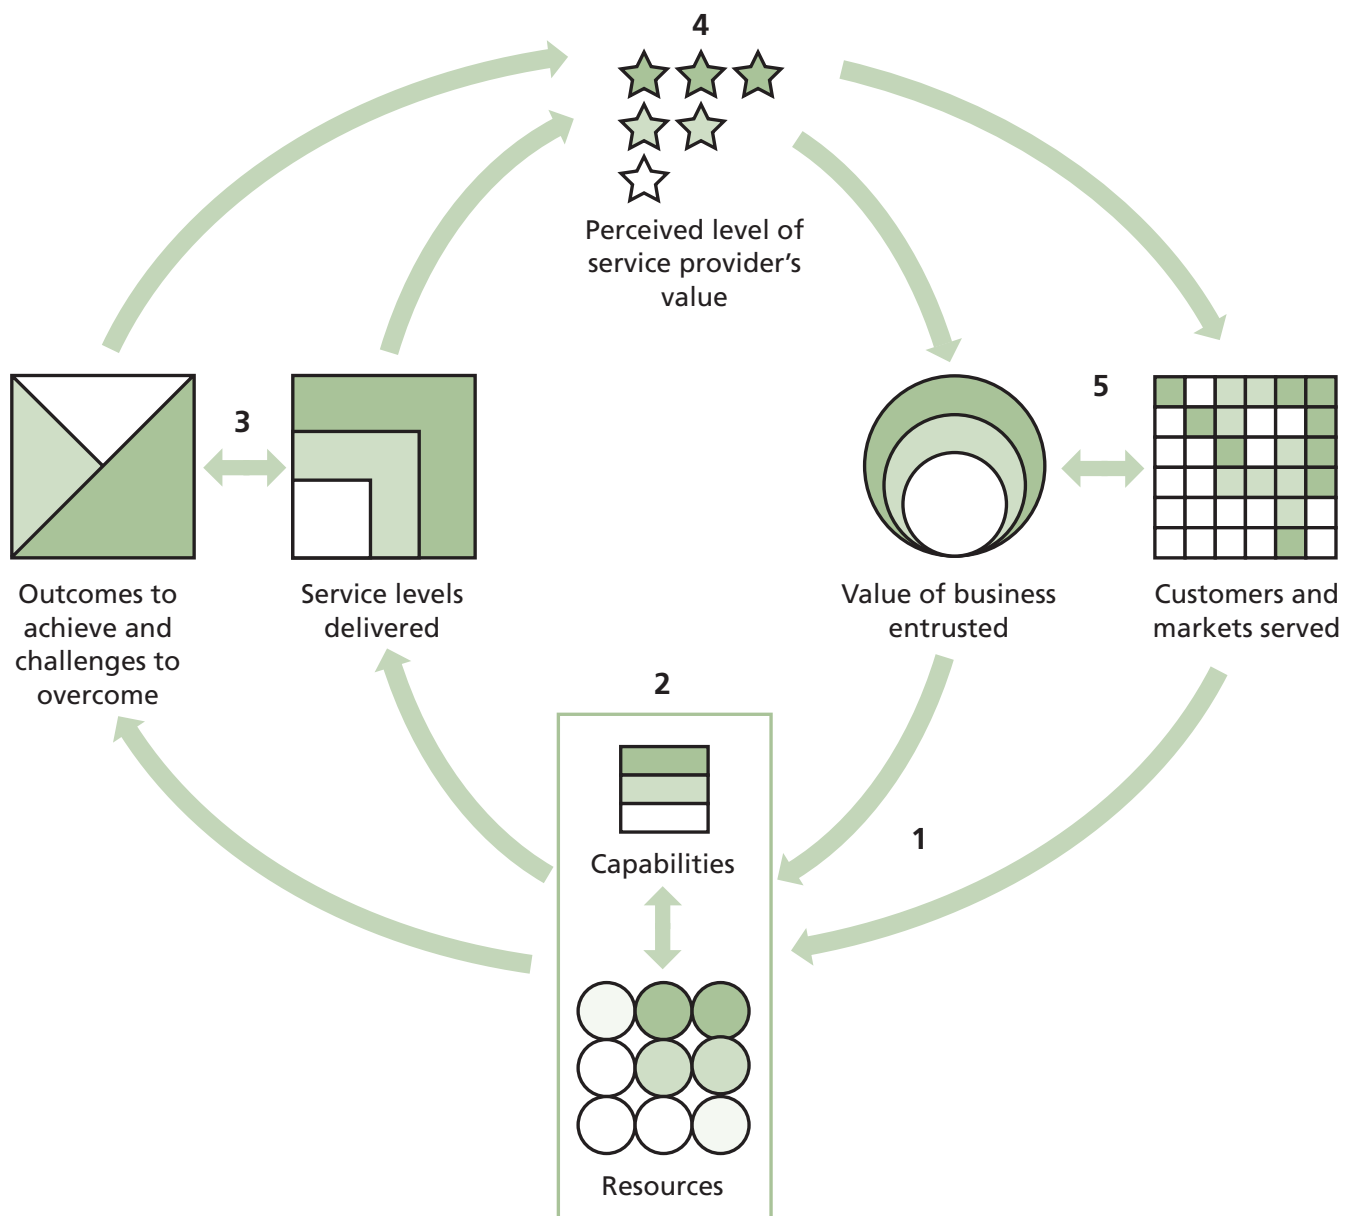 4
Perceived level of
service provider’s
value
3
5
Outcomes to
achieve and
challenges to
overcome
Service levels
delivered
Value of business
entrusted
Customers and
markets served
2
1
Capabilities
Resources